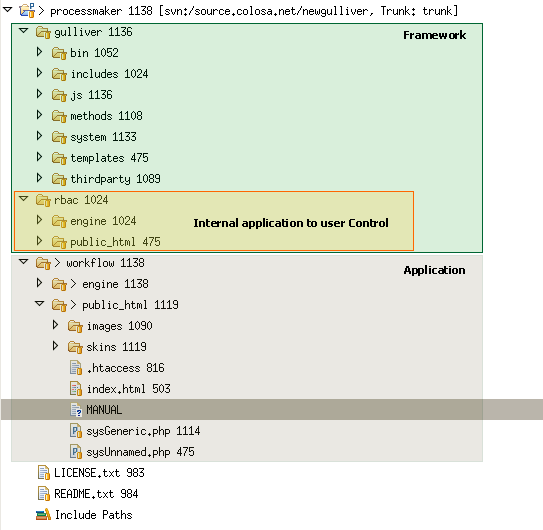 > processmaker 1138 [svn:/source.colosa.net/newgulliver, Trunk: trunk]
gulliver 1136
Framework
bin 1052
includes 1024
js 1136
methods 1108
system 1133
templates 475
thirdparty 1089
rbac 1024
engine 1024
Internal application to user Control
public_html 475
> workflow 1138
Application
> engine 1138
> public_html 1119
images 1090
skins 1119
.htaccess 816
index.html 503
MANUAL
sysGeneric.php 1114
sysUnnamed.php 475
LICENSE.txt 983
README.txt 984
Include Paths